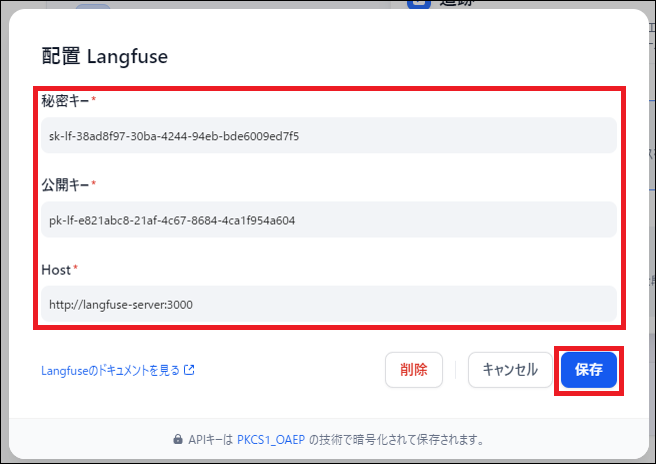 追跡
配置 Langfuse
秘密キー*
sk-lf-38ad8f97-30ba-4244-94eb-bde6009ed7f5
公開キー*
pk-lf-e821abc8-21af-4c67-8684-4ca1f954a604
Host*
http://langfuse-server:3000
Langfuseのドキュメントを見る
削除
キャンセル
保存
APIキーは PKCS1_OAEP の技術で暗号化されて保存されます。